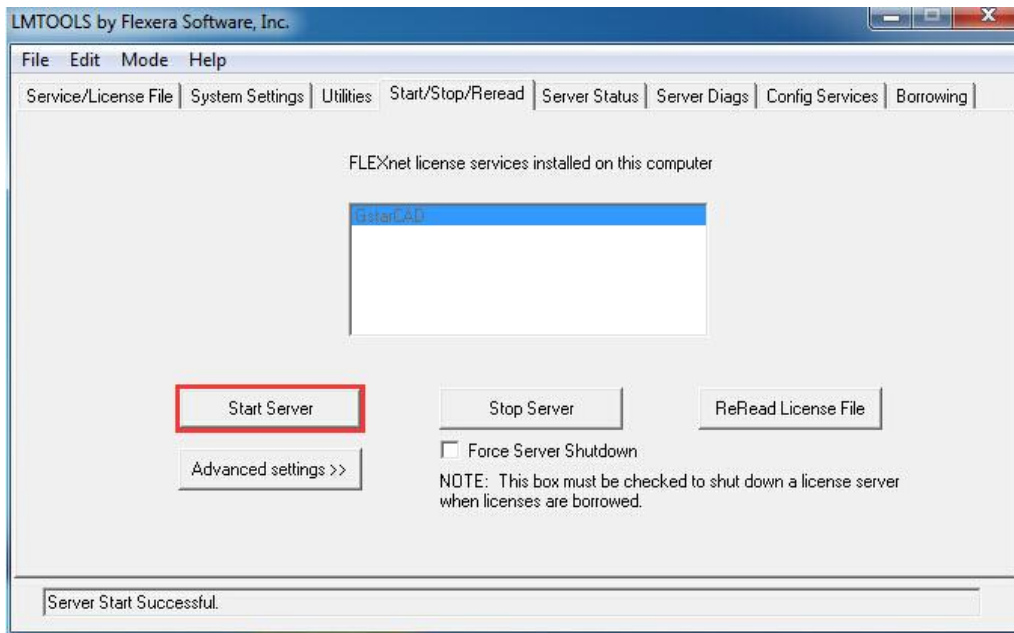 LMTOOLS by Flexera Software, Inc.
File Edit Mode Help
Service/License File System Settings Utilities Start/Stop/Reread Server Status Server Diags Config Services Borrowing
FLEXnet license services installed on this computer
GstarCAD
Start Server Stop Server ReRead License File
Force Server Shutdown
Advanced settings >>
NOTE: This box must be checked to shut down a license server
when licenses are borrowed.
Server Start Successful.